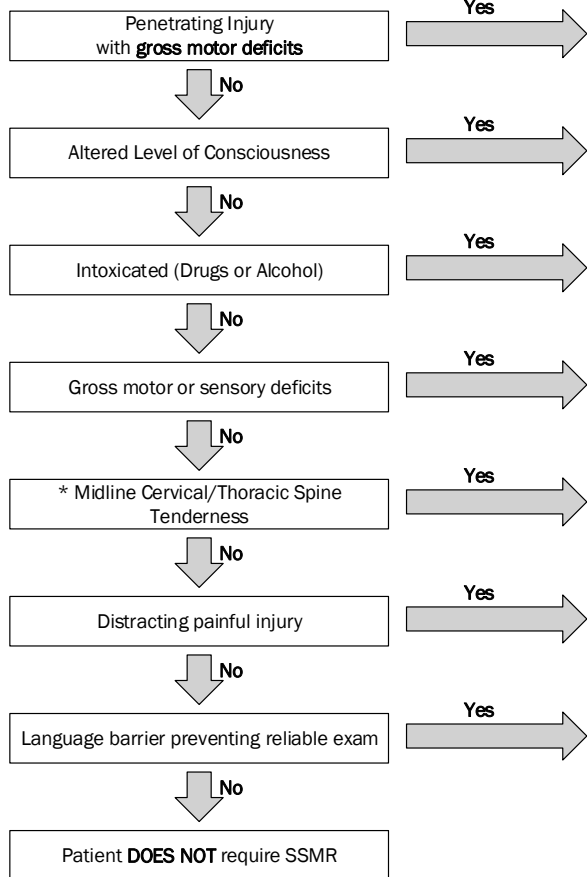 Yes
Penetrating Injury
with gross motor deficits
No
Yes
Altered Level of Consciousness
No
Yes
Intoxicated (Drugs or Alcohol)
No
Yes
Gross motor or sensory deficits
No
Yes
* Midline Cervical/Thoracic Spine
Tenderness
No
Yes
Distracting painful injury
No
Yes
Language barrier preventing reliable exam
No
Patient DOES NOT require SSMR